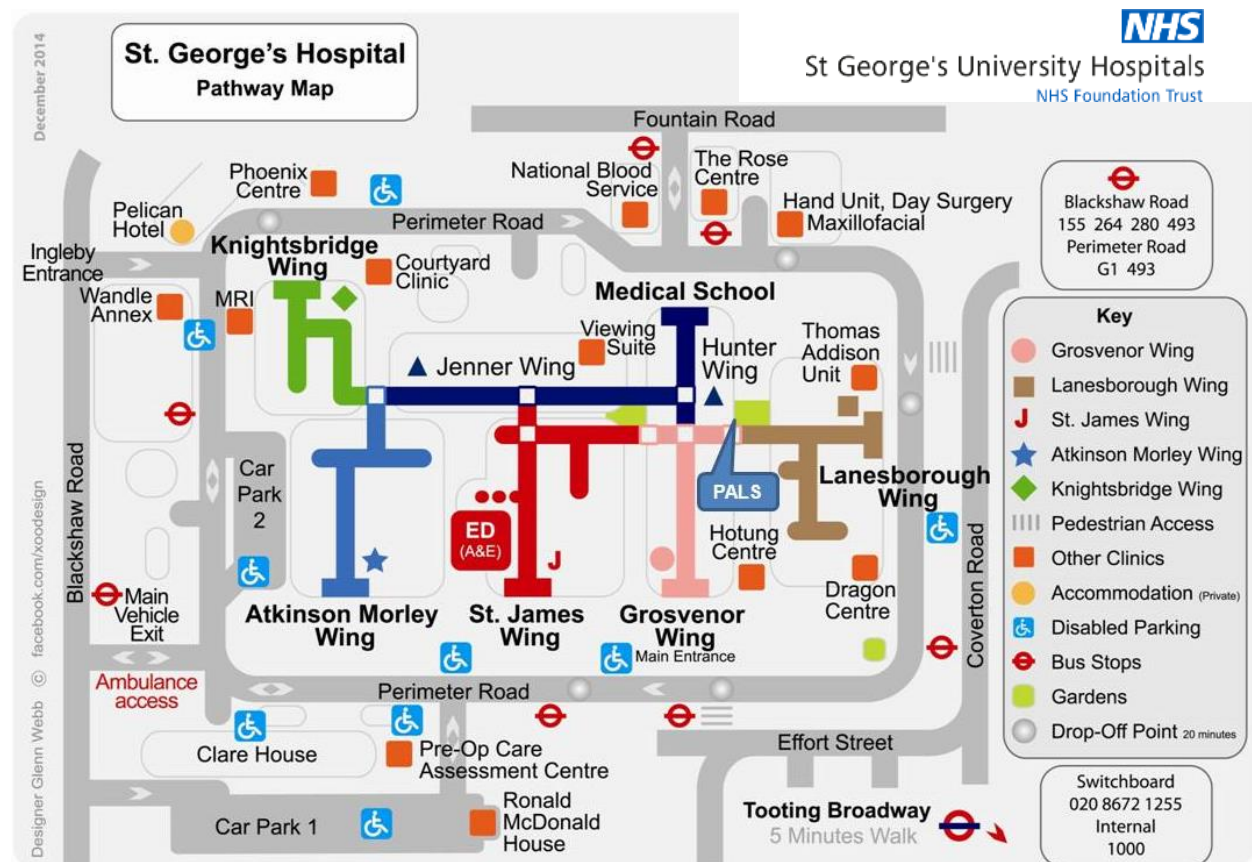 December 2014
St. George's Hospital
Pathway Map
NHS
St George's University Hospitals
NHS Foundation Trust
Fountain Road
Phoenix
Centre
National Blood
Service
The Rose
Centre
Hand Unit, Day Surgery
Maxillofacial
Pelican
Hotel
Perimeter Road
Ingleby
Entrance
Knightsbridge
Wing
Courtyard
Clinic
Wandle
Annex
MRI
Medical School
Viewing
Suite
Hunter
Wing
Thomas
Addison
Unit
Jenner Wing
Blackshaw Road
Car
Park
2
ED
(A&E)
J
PALS
Lanesborough
Wing
Hotung
Centre
Dragon
Centre
Coverton Road
Main
Vehicle
Exit
Atkinson Morley
Wing
St. James
Wing
Grosvenor
Wing
Main Entrance
Ambulance
access
Perimeter Road
Clare House
Pre-Op Care
Assessment Centre
Effort Street
Car Park 1
Ronald
McDonald
House
Tooting Broadway
5 Minutes Walk
Blackshaw Road
155 264 280 493
Perimeter Road
G1 493
Key
Grosvenor Wing
Lanesborough Wing
J St. James Wing
Atkinson Morley Wing
Knightsbridge Wing
Pedestrian Access
Other Clinics
Accommodation (Private)
Disabled Parking
Bus Stops
Gardens
Drop-Off Point 20 minutes
Switchboard
020 8672 1255
Internal
1000
Designer Glenn Webb © facebook.com/xoodesign